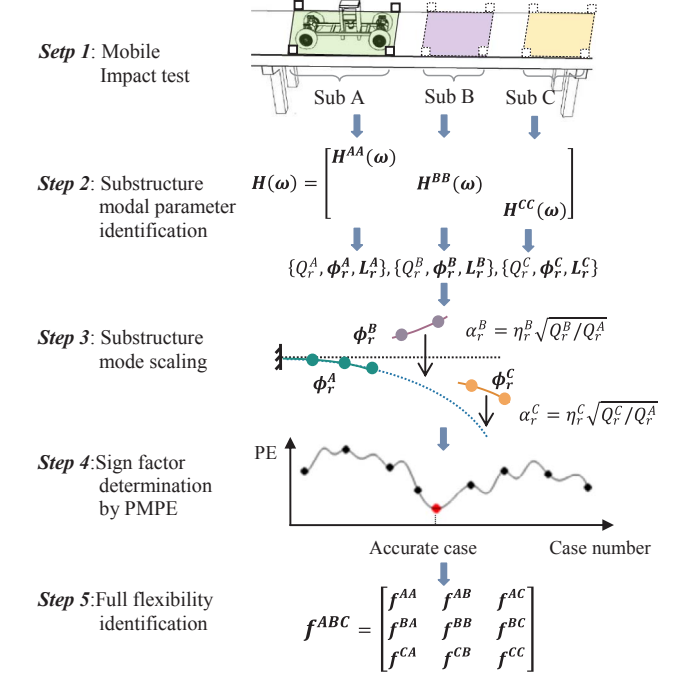 Setp 1: Mobile
Impact test
Sub A Sub B Sub C
Step 2: Substructure
modal parameter
identification
H(ω) = [H^{AA}(ω) H^{BB}(ω) H^{CC}(ω)]
{Q_r^A, ϕ_r^A, L_r^A}, {Q_r^B, ϕ_r^B, L_r^B}, {Q_r^C, ϕ_r^C, L_r^C}
Step 3: Substructure
mode scaling
ϕ_r^B
α_r^B = η_r^B√(Q_r^B/Q_r^A)
ϕ_r^A
ϕ_r^C
α_r^C = η_r^C√(Q_r^C/Q_r^A)
Step 4:Sign factor
determination
by PMPE
PE
Accurate case Case number
Step 5:Full flexibility
identification
f^{ABC} =
f^{AA} f^{AB} f^{AC}
f^{BA} f^{BB} f^{BC}
f^{CA} f^{CB} f^{CC}